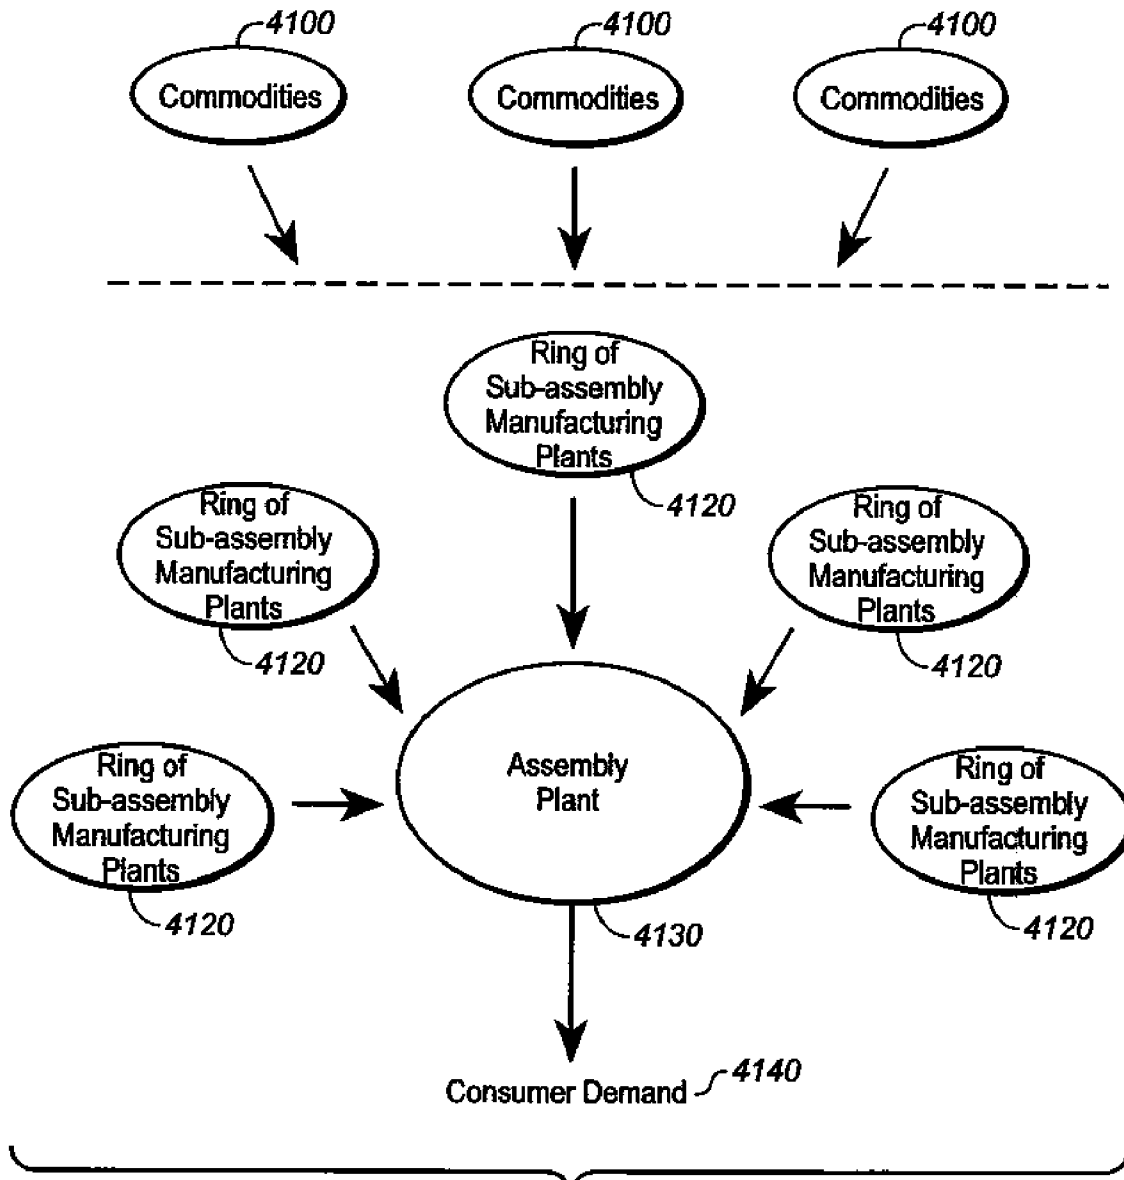 4100
4100
4100
Commodities
Commodities
Commodities
Ring of
Sub-assembly
Manufacturing
Plants
4120
Ring of
Sub-assembly
Manufacturing
Plants
4120
Ring of
Sub-assembly
Manufacturing
Plants
4120
Assembly
Plant
4130
Ring of
Sub-assembly
Manufacturing
Plants
4120
Ring of
Sub-assembly
Manufacturing
Plants
4120
Consumer Demand
4140